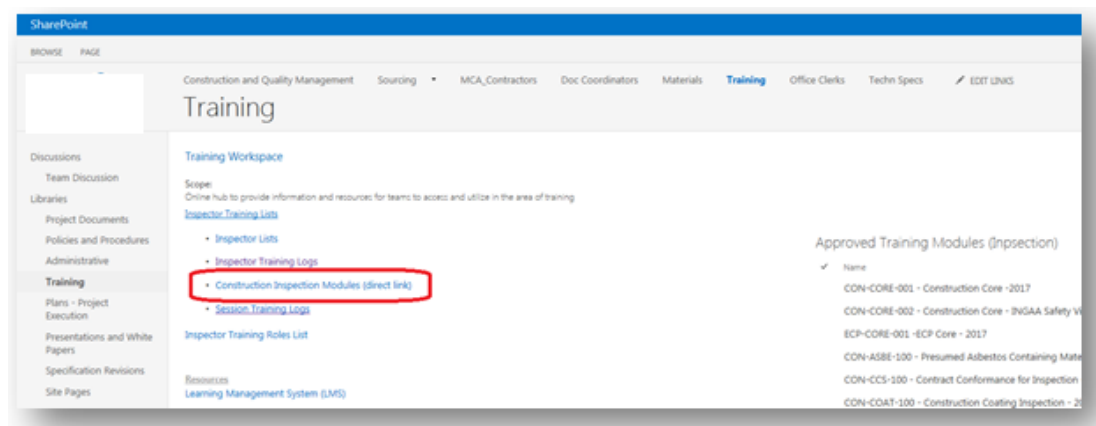 SharePoint
BROWSE PAGE
Construction and Quality Management Sourcing MCA_Contractors Doc Coordinators Materials Training Office Clerks Techn Specs EDIT LINKS
Training
Discussions
Team Discussion
Libraries
Project Documents
Policies and Procedures
Administrative
Training
Plans - Project
Execution
Presentations and White
Papers
Specification Revisions
Site Pages
Training Workspace
Scope:
Online hub to provide information and resources for teams to access and utilize in the area of training
Inspector Training Lists
• Inspector Lists
• Inspector Training Logs
• Construction Inspection Modules (direct link)
• Session Training Logs
Inspector Training Roles List
Resources
Learning Management System (LMS)
Approved Training Modules (Inpsection)
✓ Name
CON-CORE-001 - Construction Core -2017
CON-CORE-002 - Construction Core - INGAA Safety Vi
ECP-CORE-001 -ECP Core - 2017
CON-ASBE-100 - Presumed Asbestos Containing Mate
CON-CCS-100 - Contract Conformance for Inspection
CON-COAT-100 - Construction Coating Inspection - 20